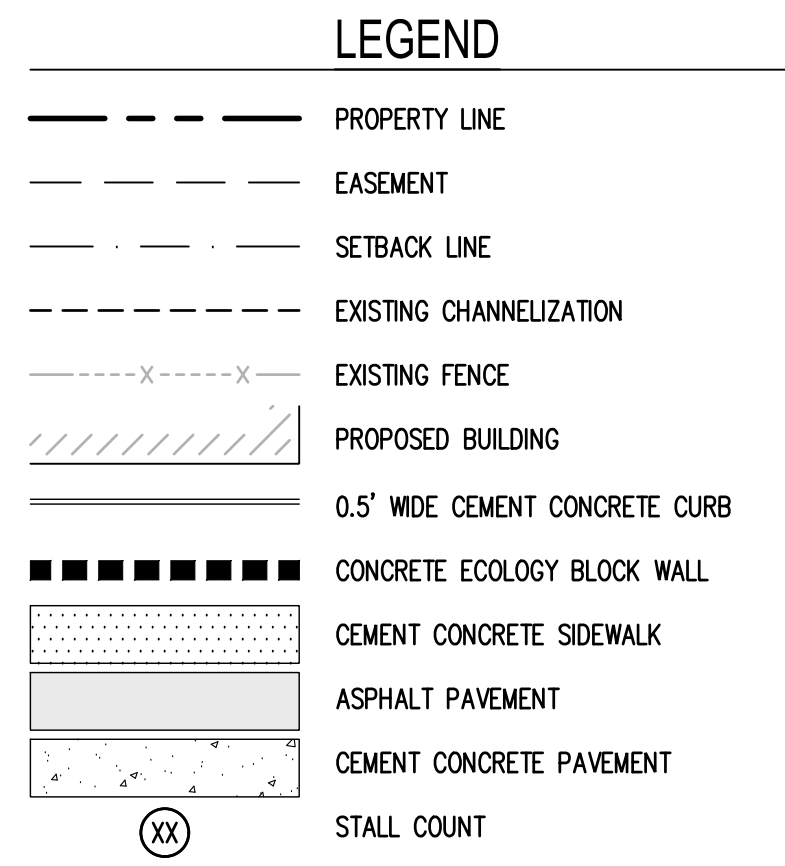 LEGEND
PROPERTY LINE
EASEMENT
SETBACK LINE
EXISTING CHANNELIZATION
X X EXISTING FENCE
PROPOSED BUILDING
0.5' WIDE CEMENT CONCRETE CURB
CONCRETE ECOLOGY BLOCK WALL
CEMENT CONCRETE SIDEWALK
ASPHALT PAVEMENT
CEMENT CONCRETE PAVEMENT
XX STALL COUNT